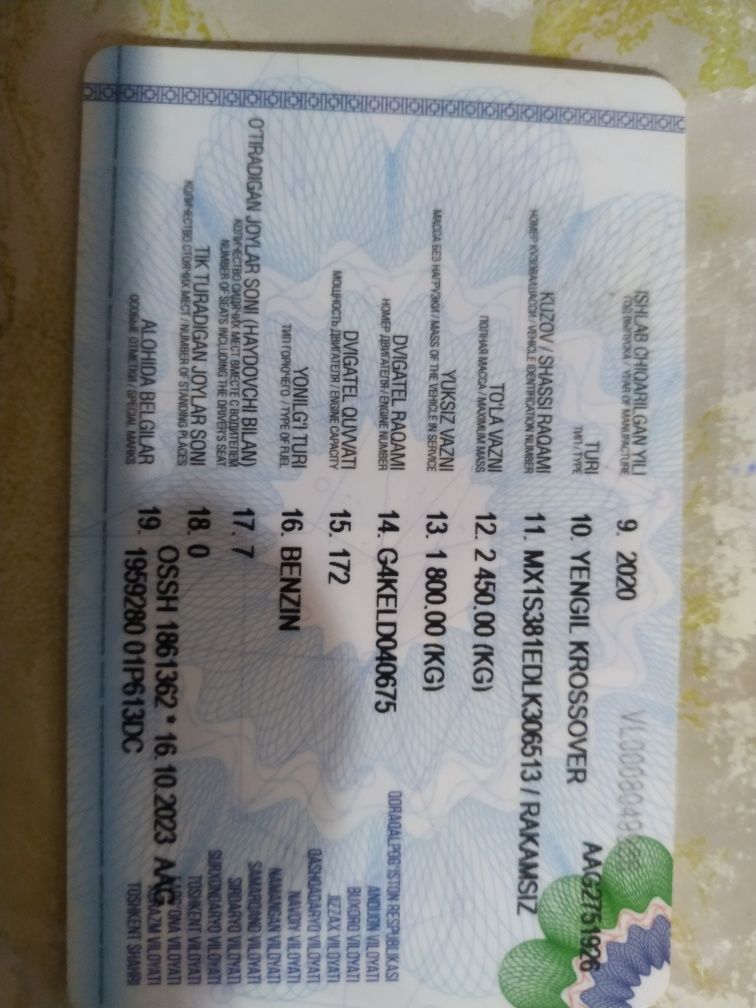 VL0008049
AAG2751926
ISHLAB CHIQARILGAN YILI 9. 2020
ГОД ВЫПУСКА / YEAR OF MANUFACTURE
TURI 10. YENGIL KROSSOVER
ТИП / TYPE
KUZOV / SHASSI RAQAMI 11. MX1S381EDLK306513 / RAKAMSIZ
НОМЕР КУЗОВА/ШАССИ / VEHICLE IDENTIFICATION NUMBER
TO'LA VAZNI 12. 2 450.00 (KG)
ПОЛНАЯ МАССА / MAXIMUM MASS
YUKSIZ VAZNI 13. 1 800.00 (KG)
МАССА БЕЗ НАГРУЗКИ / MASS OF THE VEHICLE IN SERVICE
DVIGATEL RAQAMI 14. G4KELD040675
НОМЕР ДВИГАТЕЛЯ / ENGINE NUMBER
DVIGATEL QUVVATI 15. 172
МОЩНОСТЬ ДВИГАТЕЛЯ / ENGINE CAPACITY
YONILG'I TURI 16. BENZIN
ТИП ГОРЮЧЕГО / TYPE OF FUEL
O'TIRADIGAN JOYLAR SONI (HAYDOVCHI BILAN) 17. 7
КОЛИЧЕСТВО СИДЯЧИХ МЕСТ ВМЕСТЕ С ВОДИТЕЛЕМ
NUMBER OF SEATS INCLUDING THE DRIVER'S SEAT
TIK TURADIGAN JOYLAR SONI 18. 0
КОЛИЧЕСТВО СТОЯЧИХ МЕСТ / NUMBER OF STANDING PLACES
ALOHIDA BELGILAR 19. OSSH 1861362 * 16.10.2023 AAG
ОСОБЫЕ ОТМЕТКИ / SPECIAL MARKS
1959280 01P613DC
QORAQALPOG'ISTON RESPUBLIKASI
ANDIJON VILOYATI
BUXORO VILOYATI
JIZZAX VILOYATI
QASHQADARYO VILOYATI
NAVOIY VILOYATI
NAMANGAN VILOYATI
SAMARQAND VILOYATI
SIRDARYO VILOYATI
SURXONDARYO VILOYATI
TOSHKENT VILOYATI
VILOYATI
VILOYATI
TOSHKENT SHAHRI